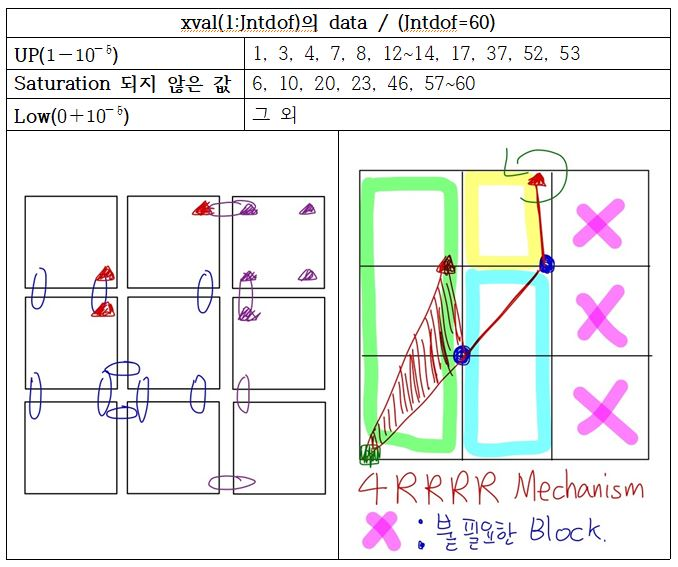 xval(1:Jntdof)의 data / (Jntdof=60)
UP(1-10⁻⁵) 1, 3, 4, 7, 8, 12~14, 17, 37, 52, 53
Saturation 되지 않은 값 6, 10, 20, 23, 46, 57~60
Low(0+10⁻⁵) 그 외
4RRRR Mechanism
: 불필요한 Block.